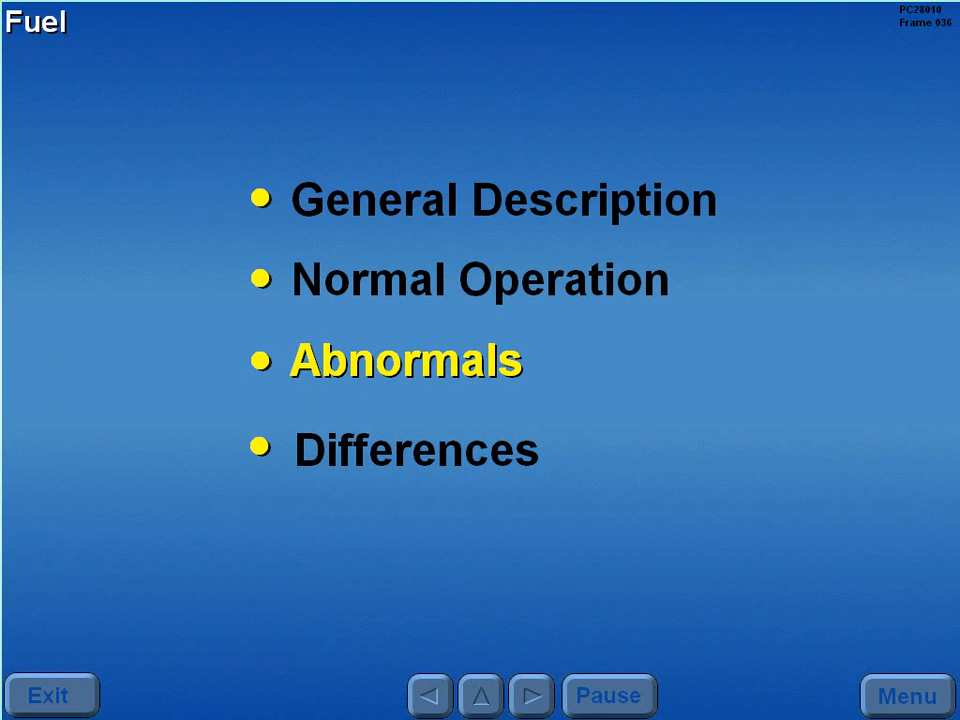 Fuel
PC28010
Frame 036
General Description
Normal Operation
Abnormals
Differences
Exit
Pause
Menu